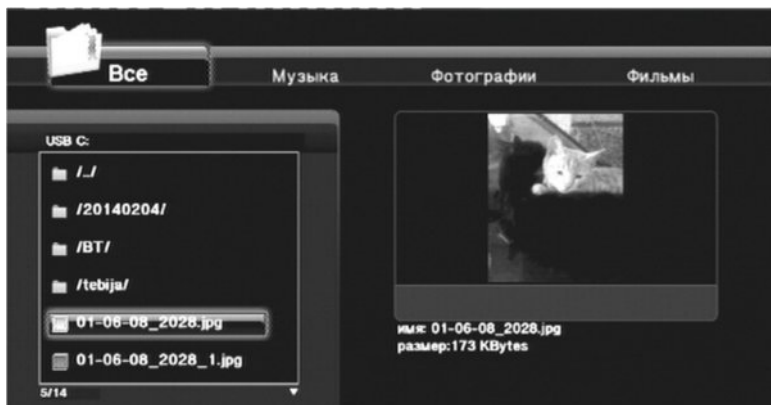 Все Музыка Фотографии Фильмы
USB C:
/../
/20140204/
/BT/
/tebija/
01-06-08_2028.jpg
01-06-08_2028_1.jpg
5/14
имя: 01-06-08_2028.jpg
размер:173 KBytes